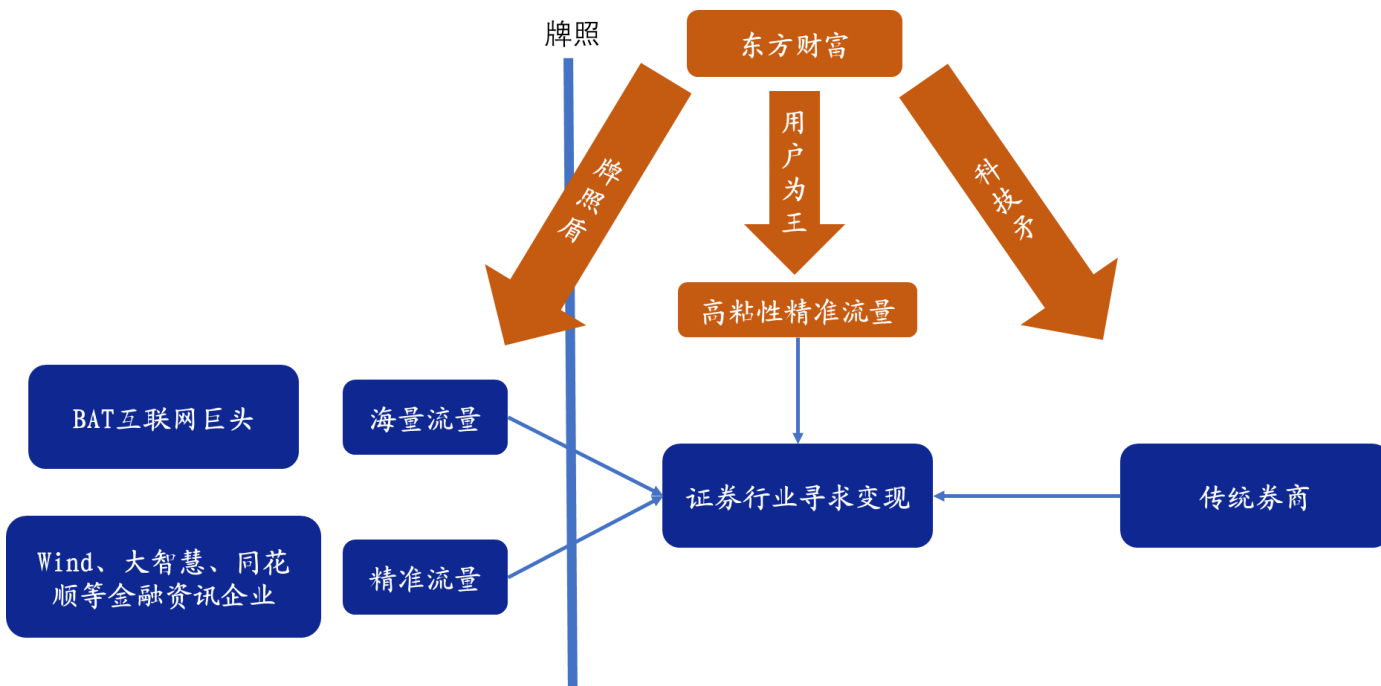 牌照
东方财富
牌照盾
用户为王
科技矛
高粘性精准流量
BAT互联网巨头
海量流量
证券行业寻求变现
传统券商
Wind、大智慧、同花
顺等金融资讯企业
精准流量